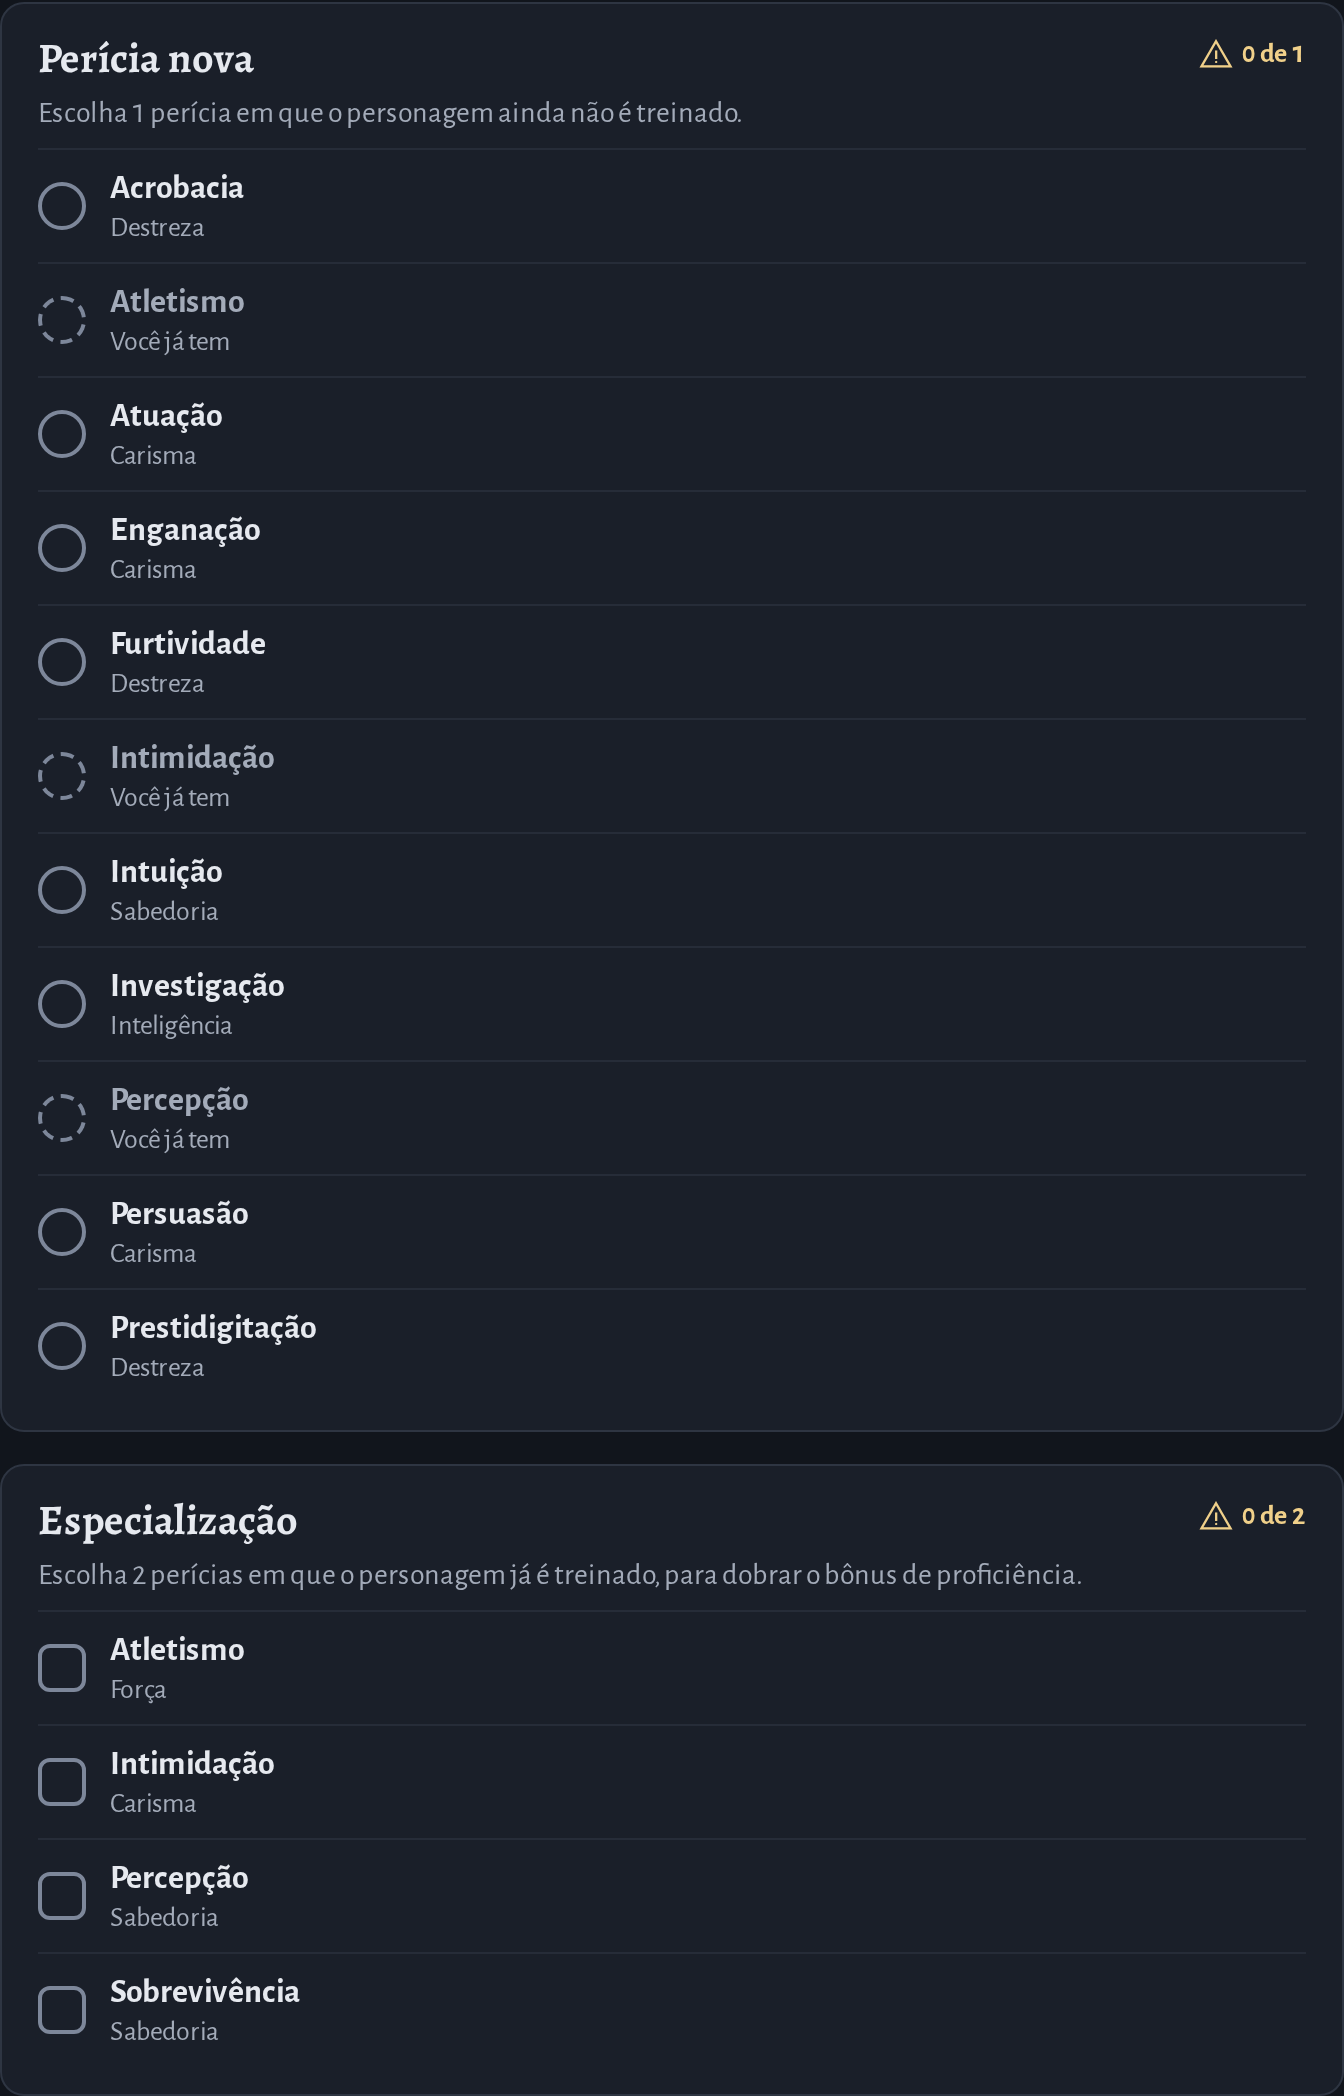 Perícia nova
0 de 1
Escolha 1 perícia em que o personagem ainda não é treinado.
Acrobacia
Destreza
Atletismo
Você já tem
Atuação
Carisma
Enganação
Carisma
Furtividade
Destreza
Intimidação
Você já tem
Intuição
Sabedoria
Investigação
Inteligência
Percepção
Você já tem
Persuasão
Carisma
Prestidigitação
Destreza
Especialização
0 de 2
Escolha 2 perícias em que o personagem já é treinado, para dobrar o bônus de proficiência.
Atletismo
Força
Intimidação
Carisma
Percepção
Sabedoria
Sobrevivência
Sabedoria